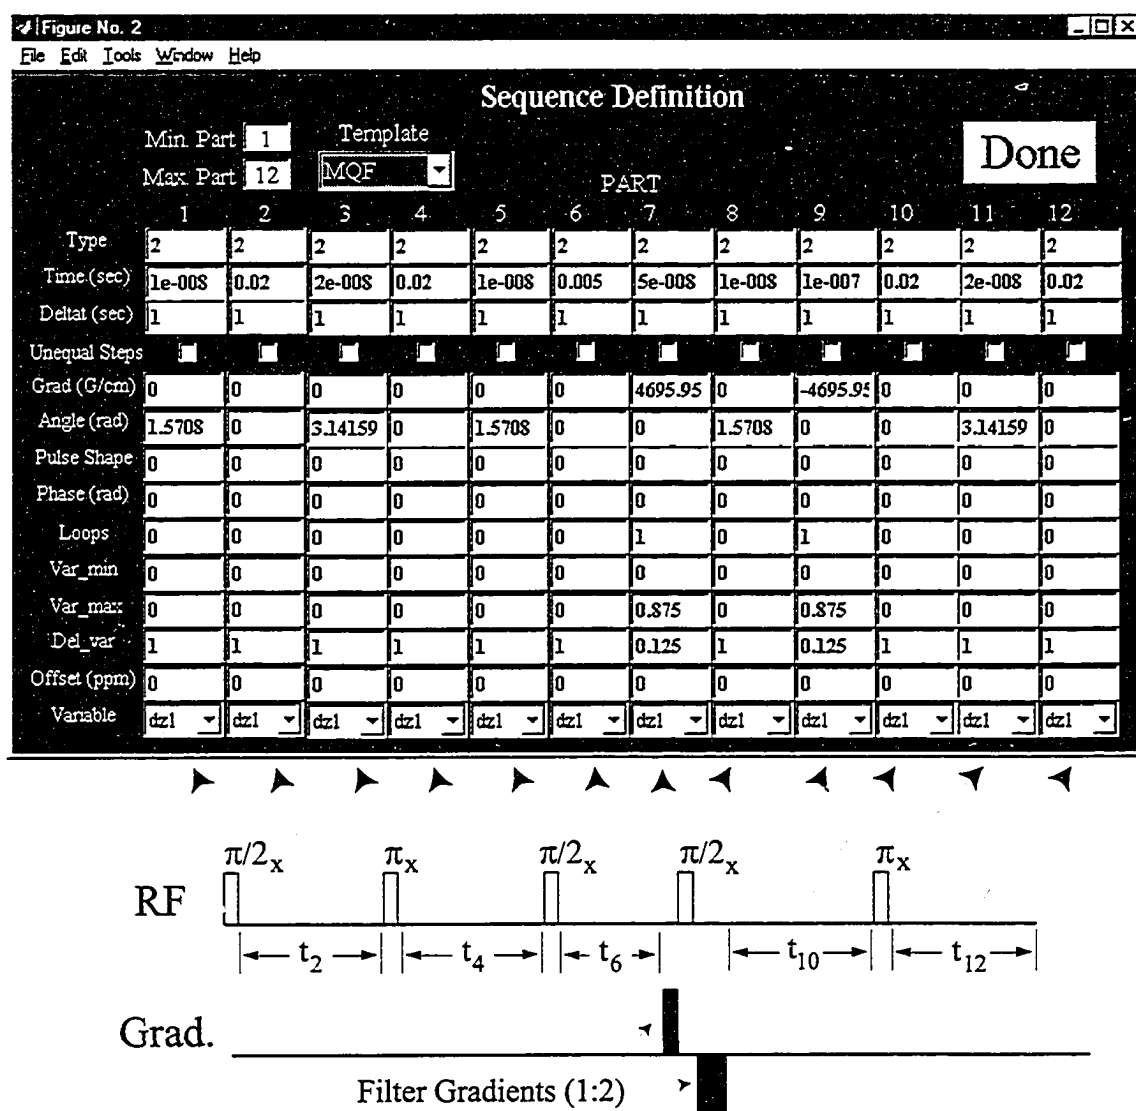 Figure No. 2
File Edit Tools Window Help
Sequence Definition
Min. Part 1 Template Done
Max. Part 12 MQF PART
1 2 3 4 5 6 7 8 9 10 11 12
Type 2 2 2 2 2 2 2 2 2 2 2 2
Time.(sec) 1e-008 0.02 2e-008 0.02 1e-008 0.005 5e-008 1e-008 1e-007 0.02 2e-008 0.02
Deltat (sec) 1 1 1 1 1 1 1 1 1 1 1 1
Unequal Steps
Grad (G/cm) 0 0 0 0 0 0 4695.95 0 -4695.95 0 0 0
Angle (rad) 1.5708 0 3.14159 0 1.5708 0 0 1.5708 0 0 3.14159 0
Pulse Shape 0 0 0 0 0 0 0 0 0 0 0 0
Phase (rad) 0 0 0 0 0 0 0 0 0 0 0 0
Loops 0 0 0 0 0 0 1 0 1 0 0 0
Var_min 0 0 0 0 0 0 0 0 0 0 0 0
Var_max 0 0 0 0 0 0 0.875 0 0.875 0 0 0
Del_var 1 1 1 1 1 1 0.125 1 0.125 1 1 1
Offset (ppm) 0 0 0 0 0 0 0 0 0 0 0 0
Variable dz1 dz1 dz1 dz1 dz1 dz1 dz1 dz1 dz1 dz1 dz1 dz1
π/2x πx π/2x π/2x πx
RF
t2 t4 t6 t10 t12
Grad.
Filter Gradients (1:2)